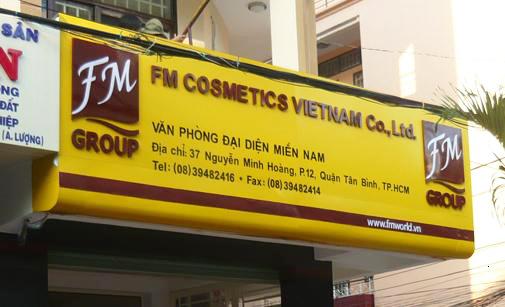 SẢN
N
ONG
ĐẤT
HIỆP
(A. LƯỢNG)
FM
GROUP
FM COSMETICS VIETNAM Co., Ltd.
VĂN PHÒNG ĐẠI DIỆN MIỀN NAM
Địa chỉ: 37 Nguyễn Minh Hoàng, P.12, Quận Tân Bình, TP.HCM
Tel: (08)39482416 • Fax: (08)39482414
www.fmworld.vn
FM
GROUP